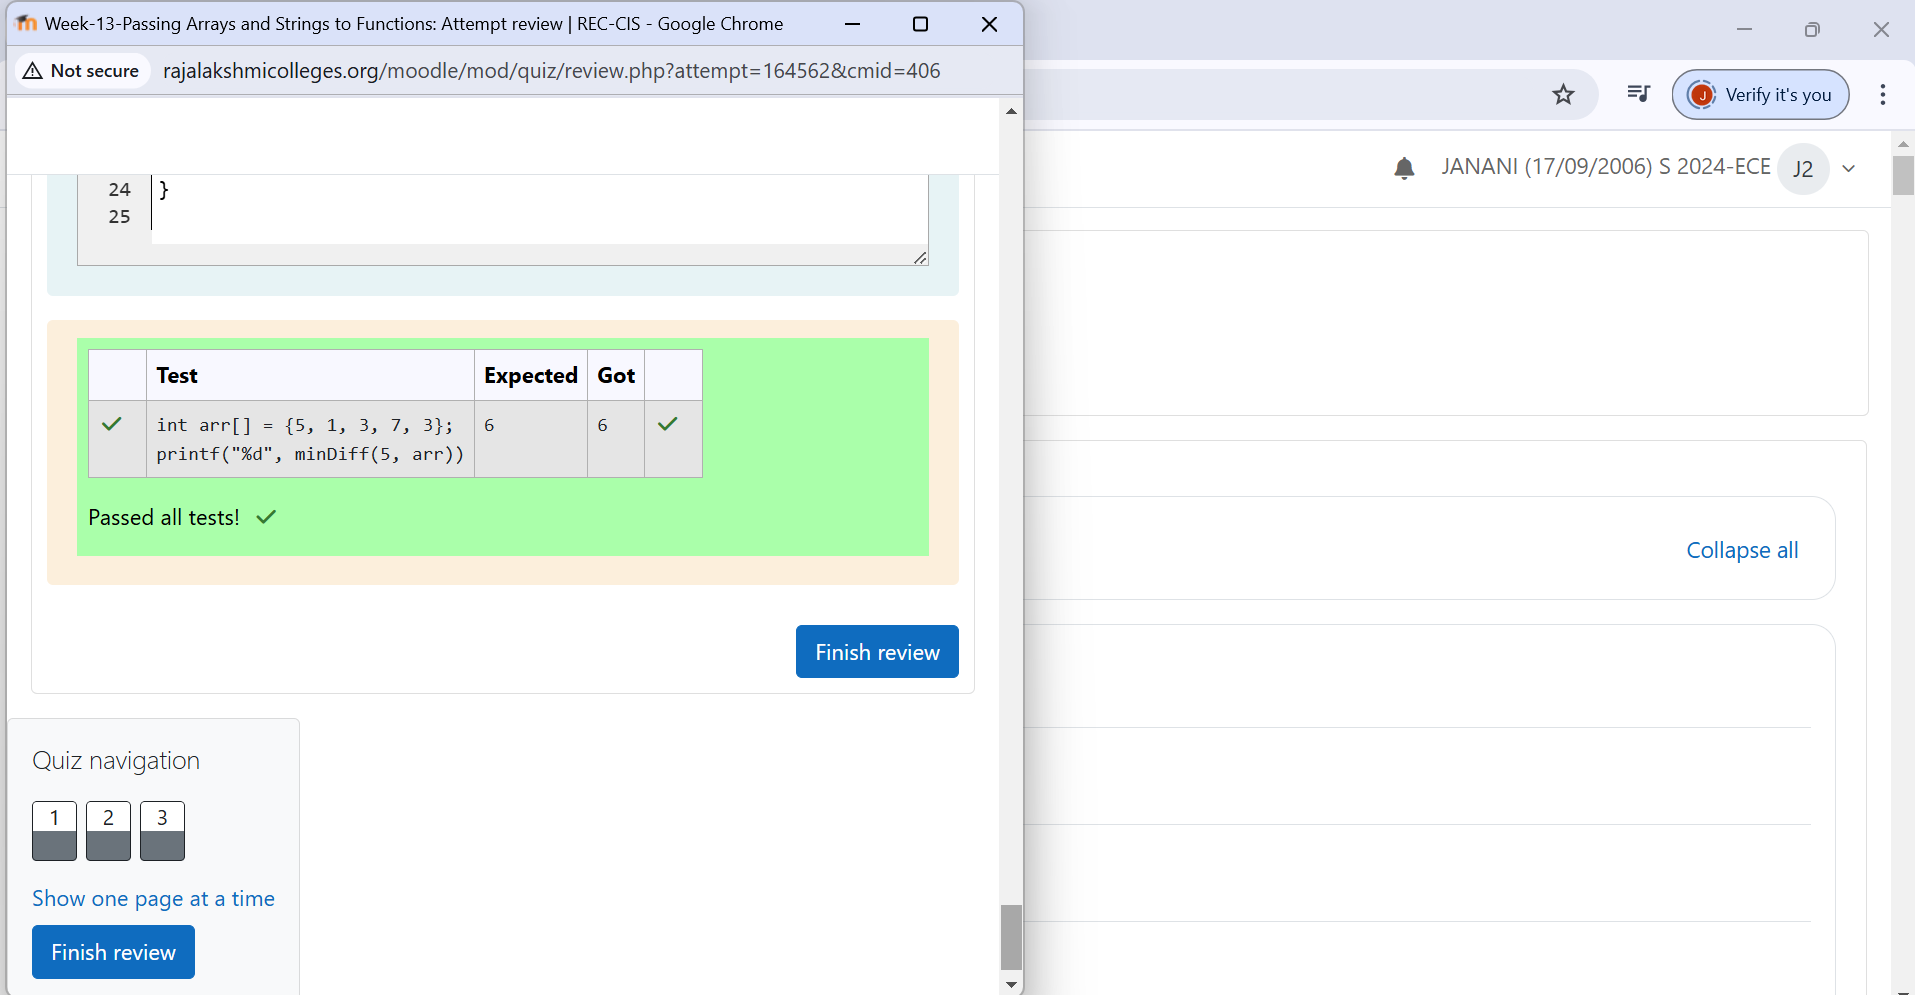 Week-13-Passing Arrays and Strings to Functions: Attempt review | REC-CIS - Google Chrome
Not secure rajalakshmicolleges.org/moodle/mod/quiz/review.php?attempt=164562&cmid=406
J Verify it's you
JANANI (17/09/2006) S 2024-ECE J2
24 }
25
Test Expected Got
int arr[] = {5, 1, 3, 7, 3}; 6 6
printf("%d", minDiff(5, arr))
Passed all tests!
Finish review
Collapse all
Quiz navigation
1 2 3
Show one page at a time
Finish review